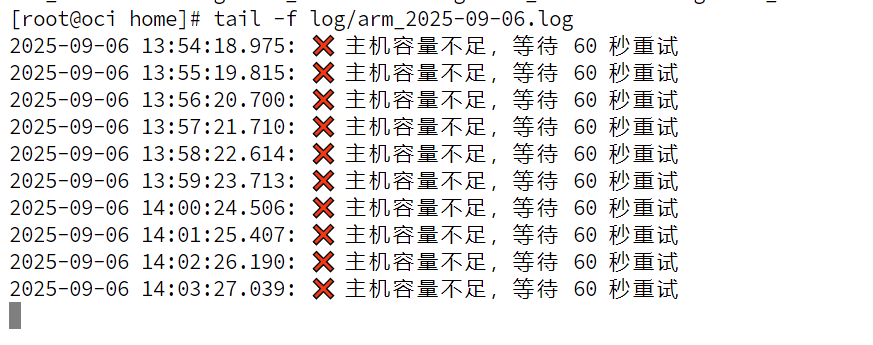 [root@oci home]# tail -f log/arm_2025-09-06.log
2025-09-06 13:54:18.975: ❌ 主机容量不足, 等待 60 秒重试
2025-09-06 13:55:19.815: ❌ 主机容量不足, 等待 60 秒重试
2025-09-06 13:56:20.700: ❌ 主机容量不足, 等待 60 秒重试
2025-09-06 13:57:21.710: ❌ 主机容量不足, 等待 60 秒重试
2025-09-06 13:58:22.614: ❌ 主机容量不足, 等待 60 秒重试
2025-09-06 13:59:23.713: ❌ 主机容量不足, 等待 60 秒重试
2025-09-06 14:00:24.506: ❌ 主机容量不足, 等待 60 秒重试
2025-09-06 14:01:25.407: ❌ 主机容量不足, 等待 60 秒重试
2025-09-06 14:02:26.190: ❌ 主机容量不足, 等待 60 秒重试
2025-09-06 14:03:27.039: ❌ 主机容量不足, 等待 60 秒重试